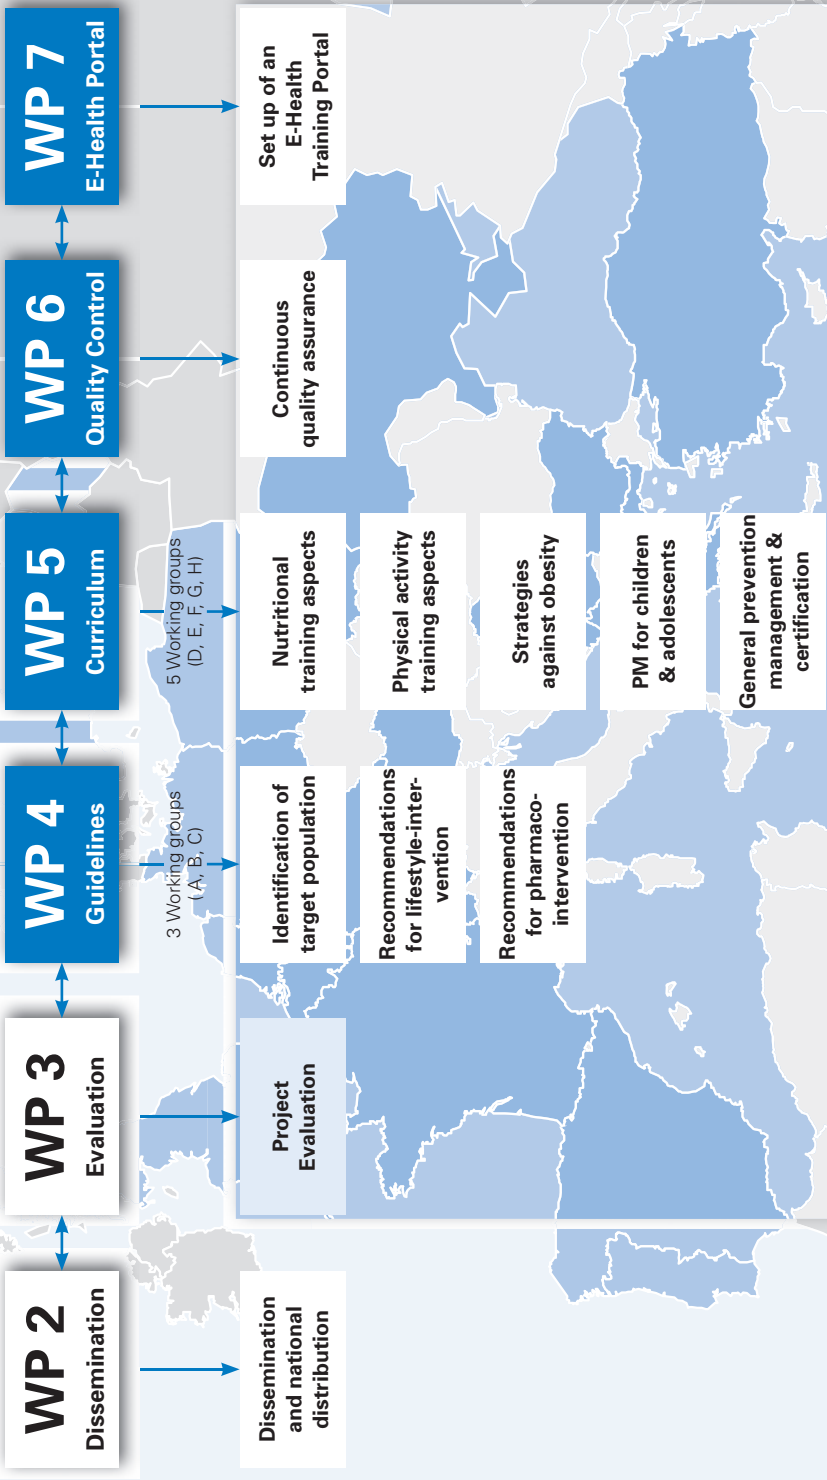 WP 2
Dissemination
WP 3
Evaluation
WP 4
Guidelines
WP 5
Curriculum
WP 6
Quality Control
WP 7
E-Health Portal
3 Working groups
( A, B, C)
5 Working groups
(D, E, F, G, H)
Dissemination
and national
distribution
Project
Evaluation
Identification of
target population
Recommendations
for lifestyle-inter-
vention
Recommendations
for pharmaco-
intervention
Nutritional
training aspects
Physical activity
training aspects
Strategies
against obesity
PM for children
& adolescents
General prevention
management &
certification
Continuous
quality assurance
Set up of an
E-Health
Training Portal